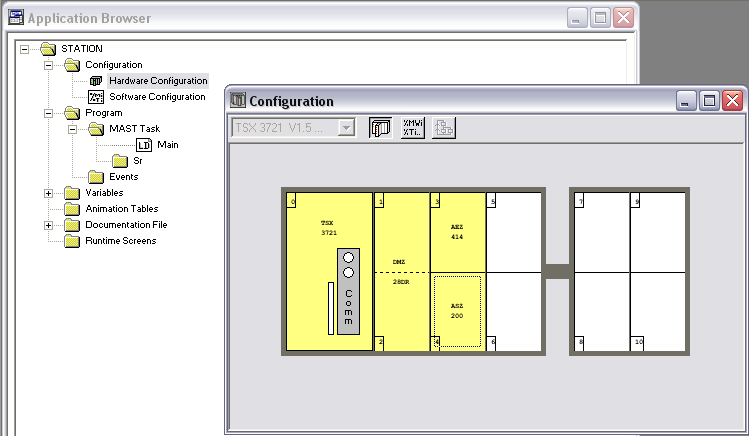 Application Browser
STATION
Configuration
Hardware Configuration
Software Configuration
Program
MAST Task
LD Main
Sr
Events
Variables
Animation Tables
Documentation File
Runtime Screens
Configuration
TSX 3721 V1.5 ...
%MWi
%Ti..
0
TSX
3721
Comm
1
DMZ
28DR
2
3
AEZ
414
ASZ
200
4
5
6
7
9
8
10